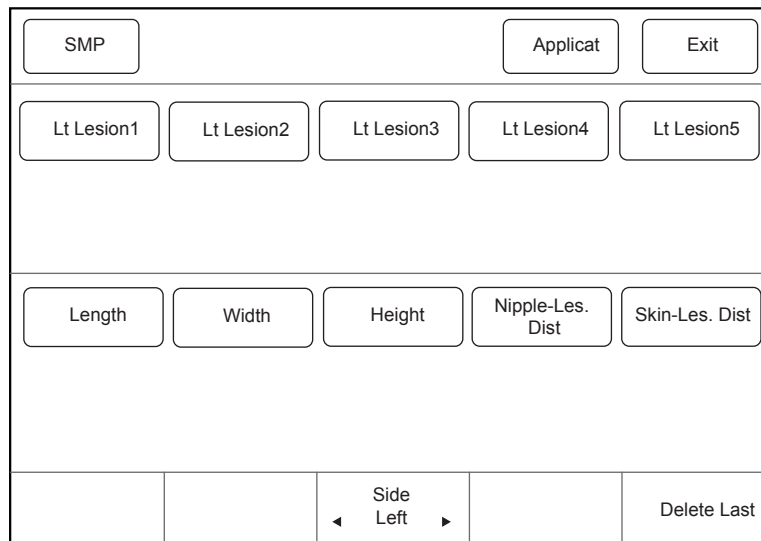 SMP Applicat Exit
Lt Lesion1 Lt Lesion2 Lt Lesion3 Lt Lesion4 Lt Lesion5
Length Width Height Nipple-Les. Dist Skin-Les. Dist
Side
Left
Delete Last